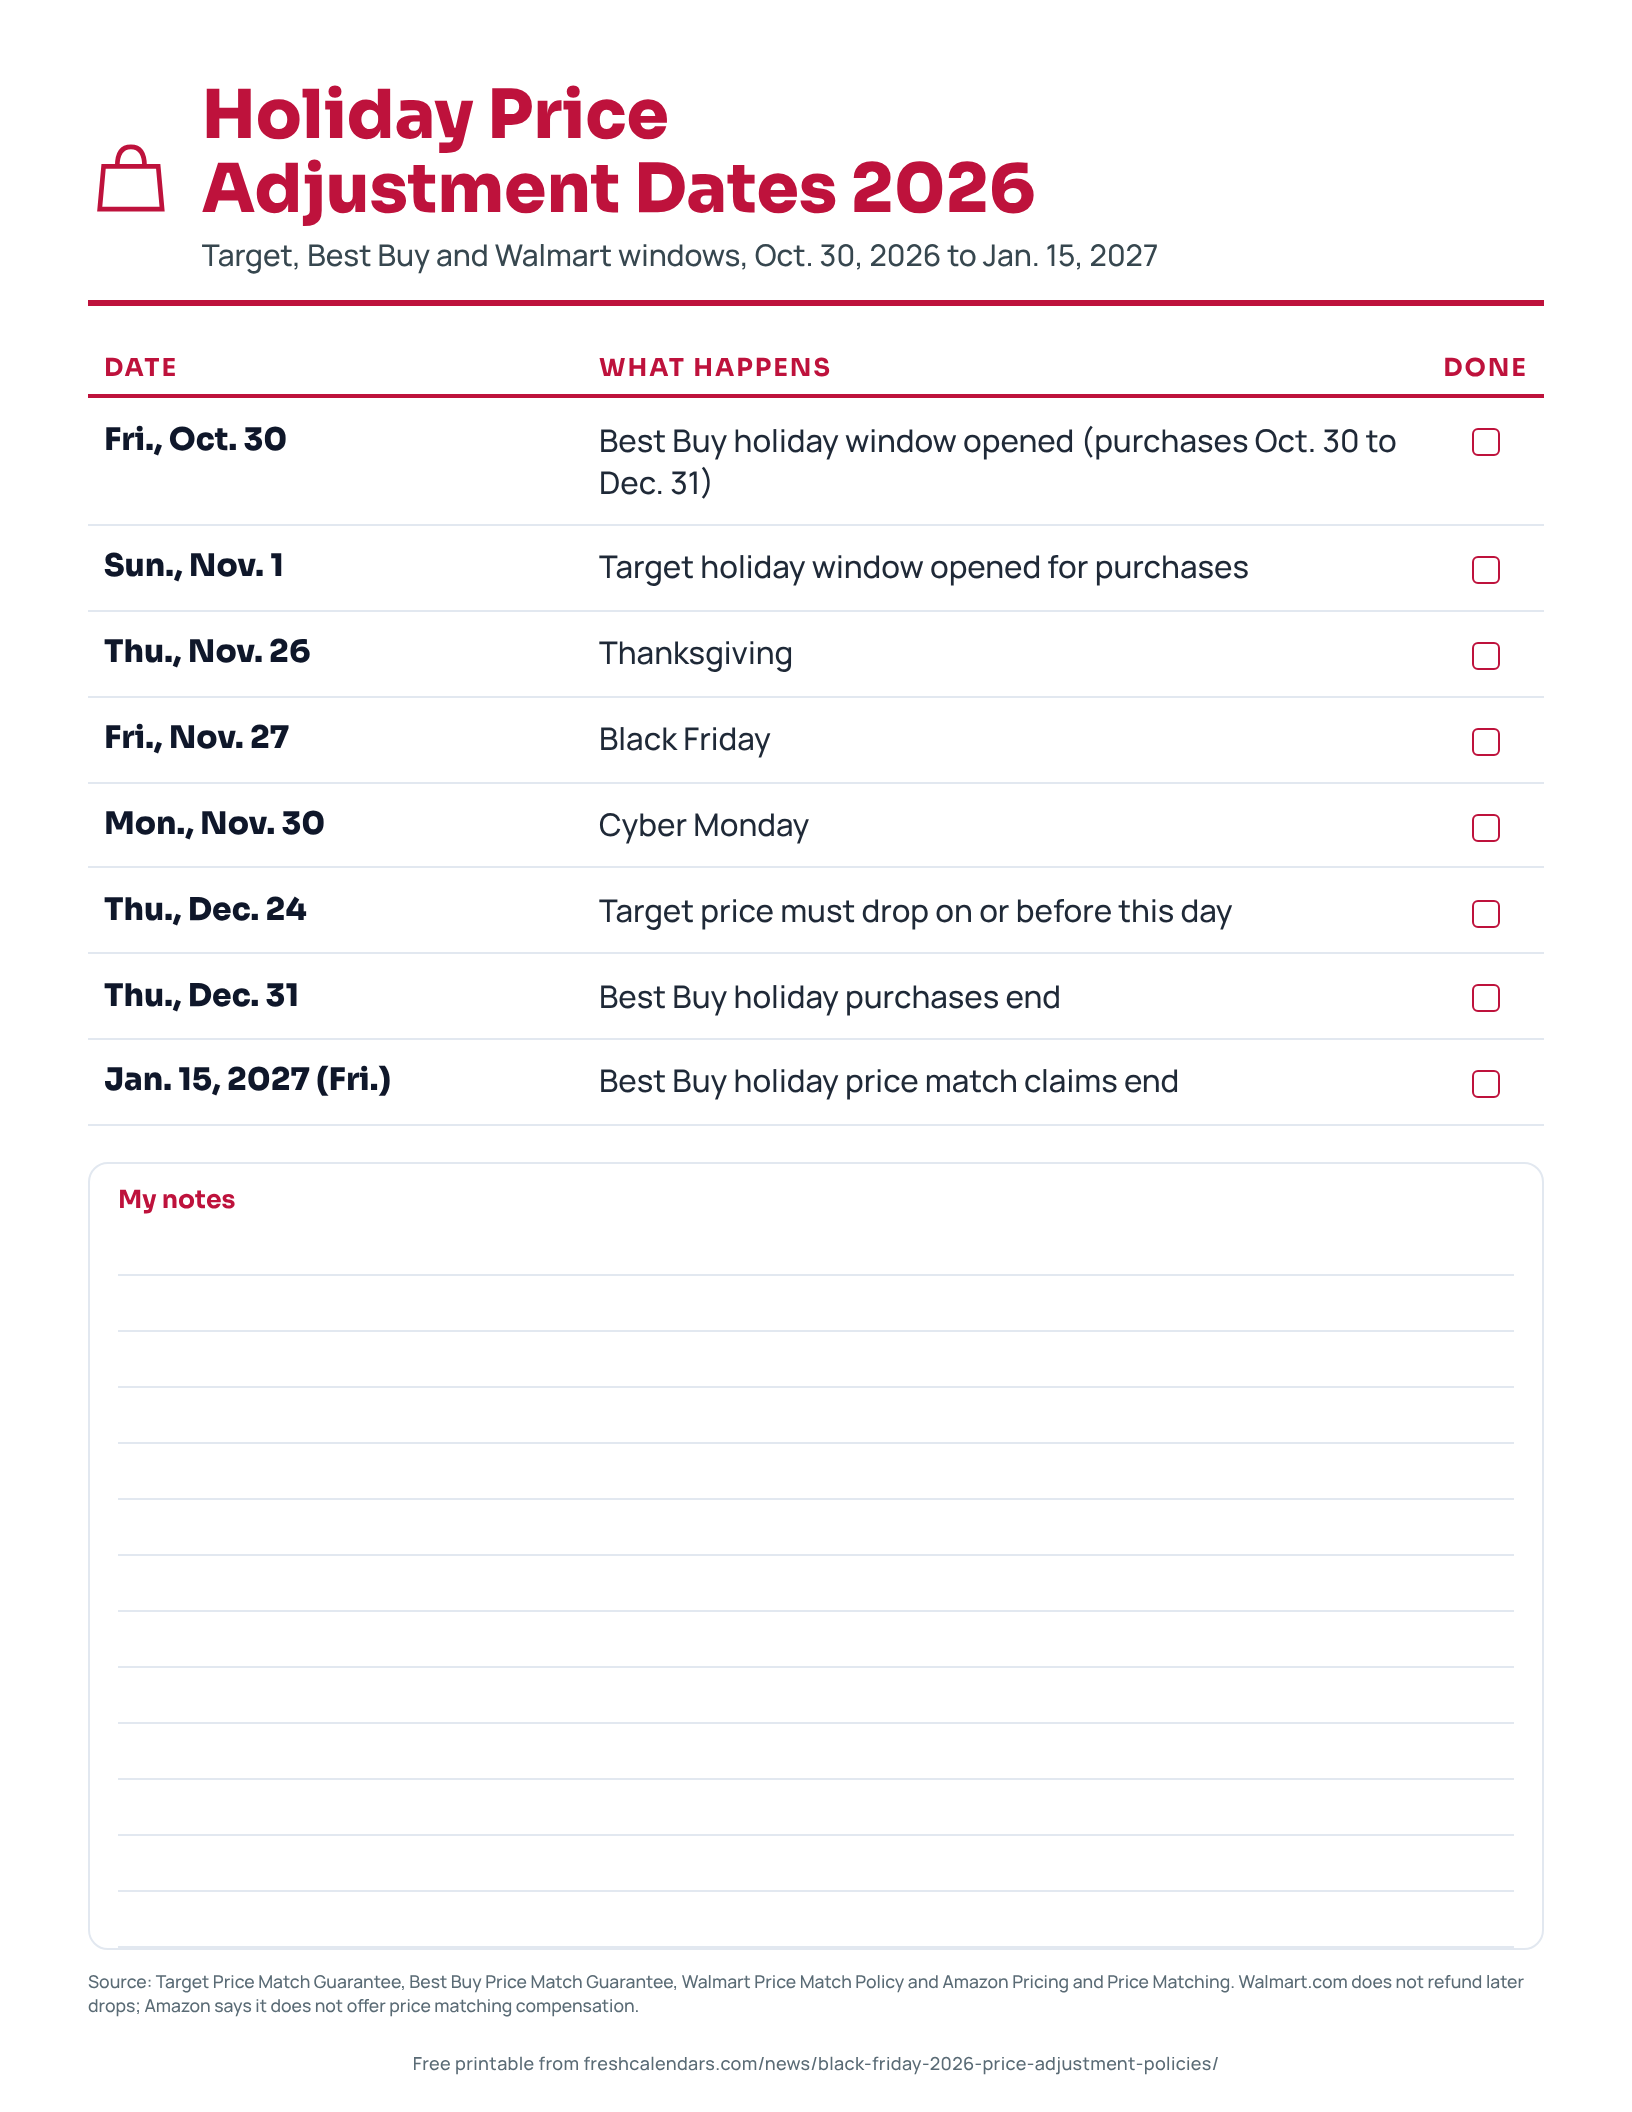 Holiday Price
Adjustment Dates 2026
Target, Best Buy and Walmart windows, Oct. 30, 2026 to Jan. 15, 2027
DATE WHAT HAPPENS DONE
Fri., Oct. 30 Best Buy holiday window opened (purchases Oct. 30 to
Dec. 31)
Sun., Nov. 1 Target holiday window opened for purchases
Thu., Nov. 26 Thanksgiving
Fri., Nov. 27 Black Friday
Mon., Nov. 30 Cyber Monday
Thu., Dec. 24 Target price must drop on or before this day
Thu., Dec. 31 Best Buy holiday purchases end
Jan. 15, 2027 (Fri.) Best Buy holiday price match claims end
My notes
Source: Target Price Match Guarantee, Best Buy Price Match Guarantee, Walmart Price Match Policy and Amazon Pricing and Price Matching. Walmart.com does not refund later
drops; Amazon says it does not offer price matching compensation.
Free printable from freshcalendars.com/news/black-friday-2026-price-adjustment-policies/